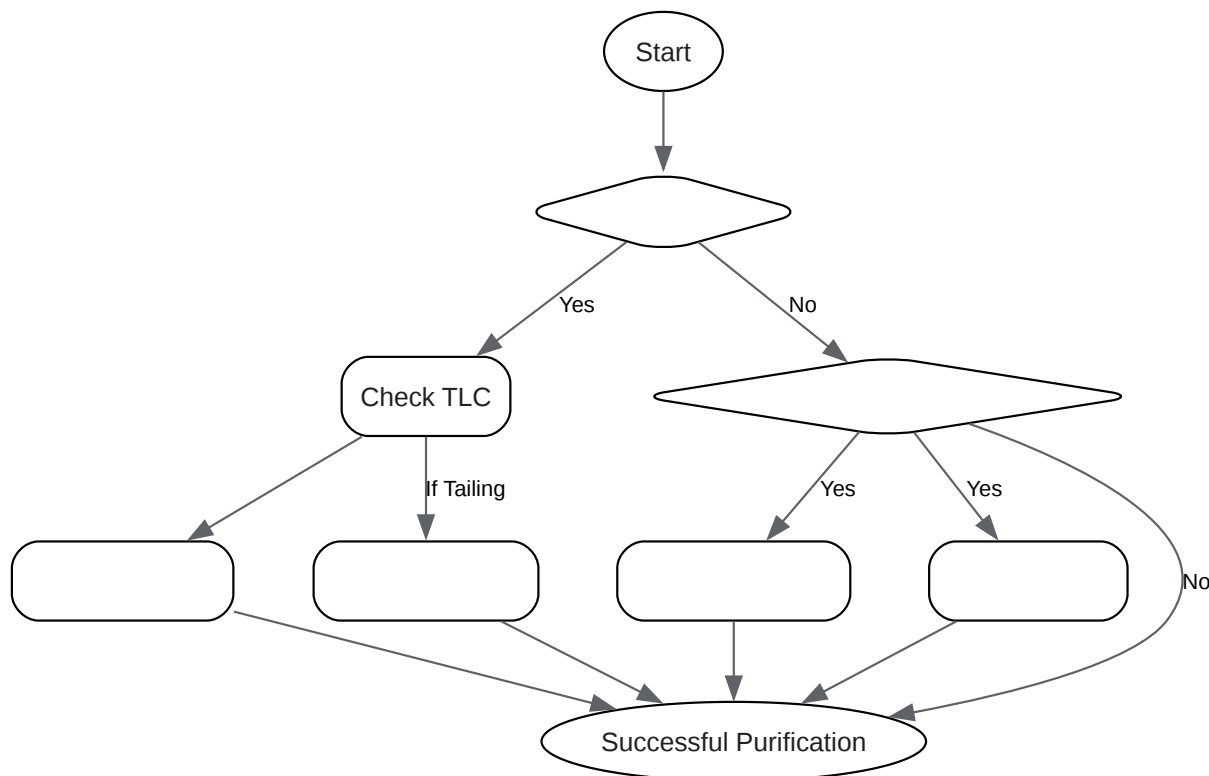 Start
Yes
No
Check TLC
If Tailing
Yes
Yes
No
Successful Purification